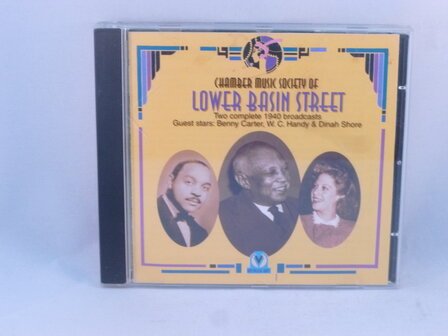 CHAMBER MUSIC SOCIETY OF
LOWER BASIN STREET
Two complete 1940 broadcasts
Guest stars: Benny Carter, W. C. Handy & Dinah Shore